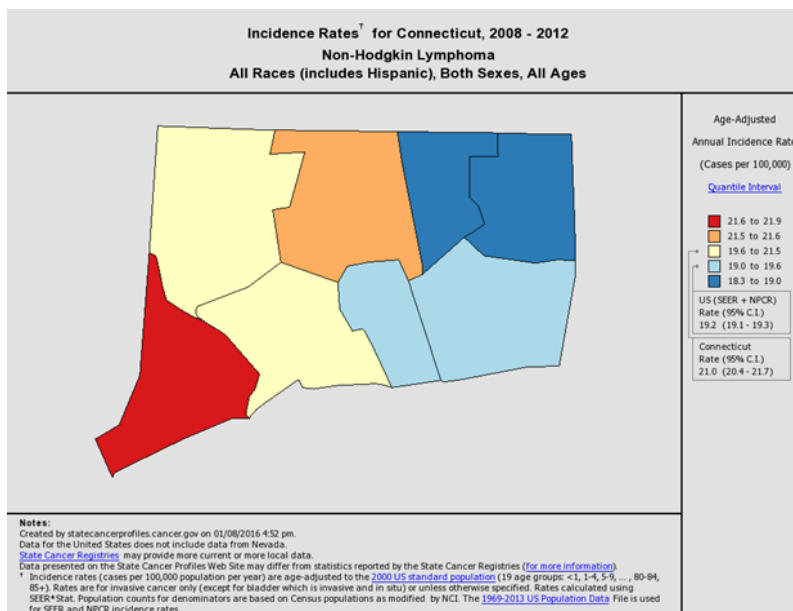 Incidence Rates† for Connecticut, 2008 - 2012
Non-Hodgkin Lymphoma
All Races (includes Hispanic), Both Sexes, All Ages
Age-Adjusted
Annual Incidence Rate
(Cases per 100,000)
Quantile Interval
21.6 to 21.9
21.5 to 21.6
19.6 to 21.5
19.0 to 19.6
18.3 to 19.0
US (SEER + NPCR)
Rate (95% C.I.)
19.2 (19.1 - 19.3)
Connecticut
Rate (95% C.I.)
21.0 (20.4 - 21.7)
Notes:
Created by statecancerprofiles.cancer.gov on 01/08/2016 4:52 pm.
Data for the United States does not include data from Nevada.
State Cancer Registries may provide more current or more local data.
Data presented on the State Cancer Profiles Web Site may differ from statistics reported by the State Cancer Registries (for more information).
† Incidence rates (cases per 100,000 population per year) are age-adjusted to the 2000 US standard population (19 age groups: <1, 1-4, 5-9, ... , 80-84,
85+). Rates are for invasive cancer only (except for bladder which is invasive and in situ) or unless otherwise specified. Rates calculated using
SEER*Stat. Population counts for denominators are based on Census populations as modified by NCI. The 1969-2013 US Population Data File is used
for SEER and NPCR incidence rates.